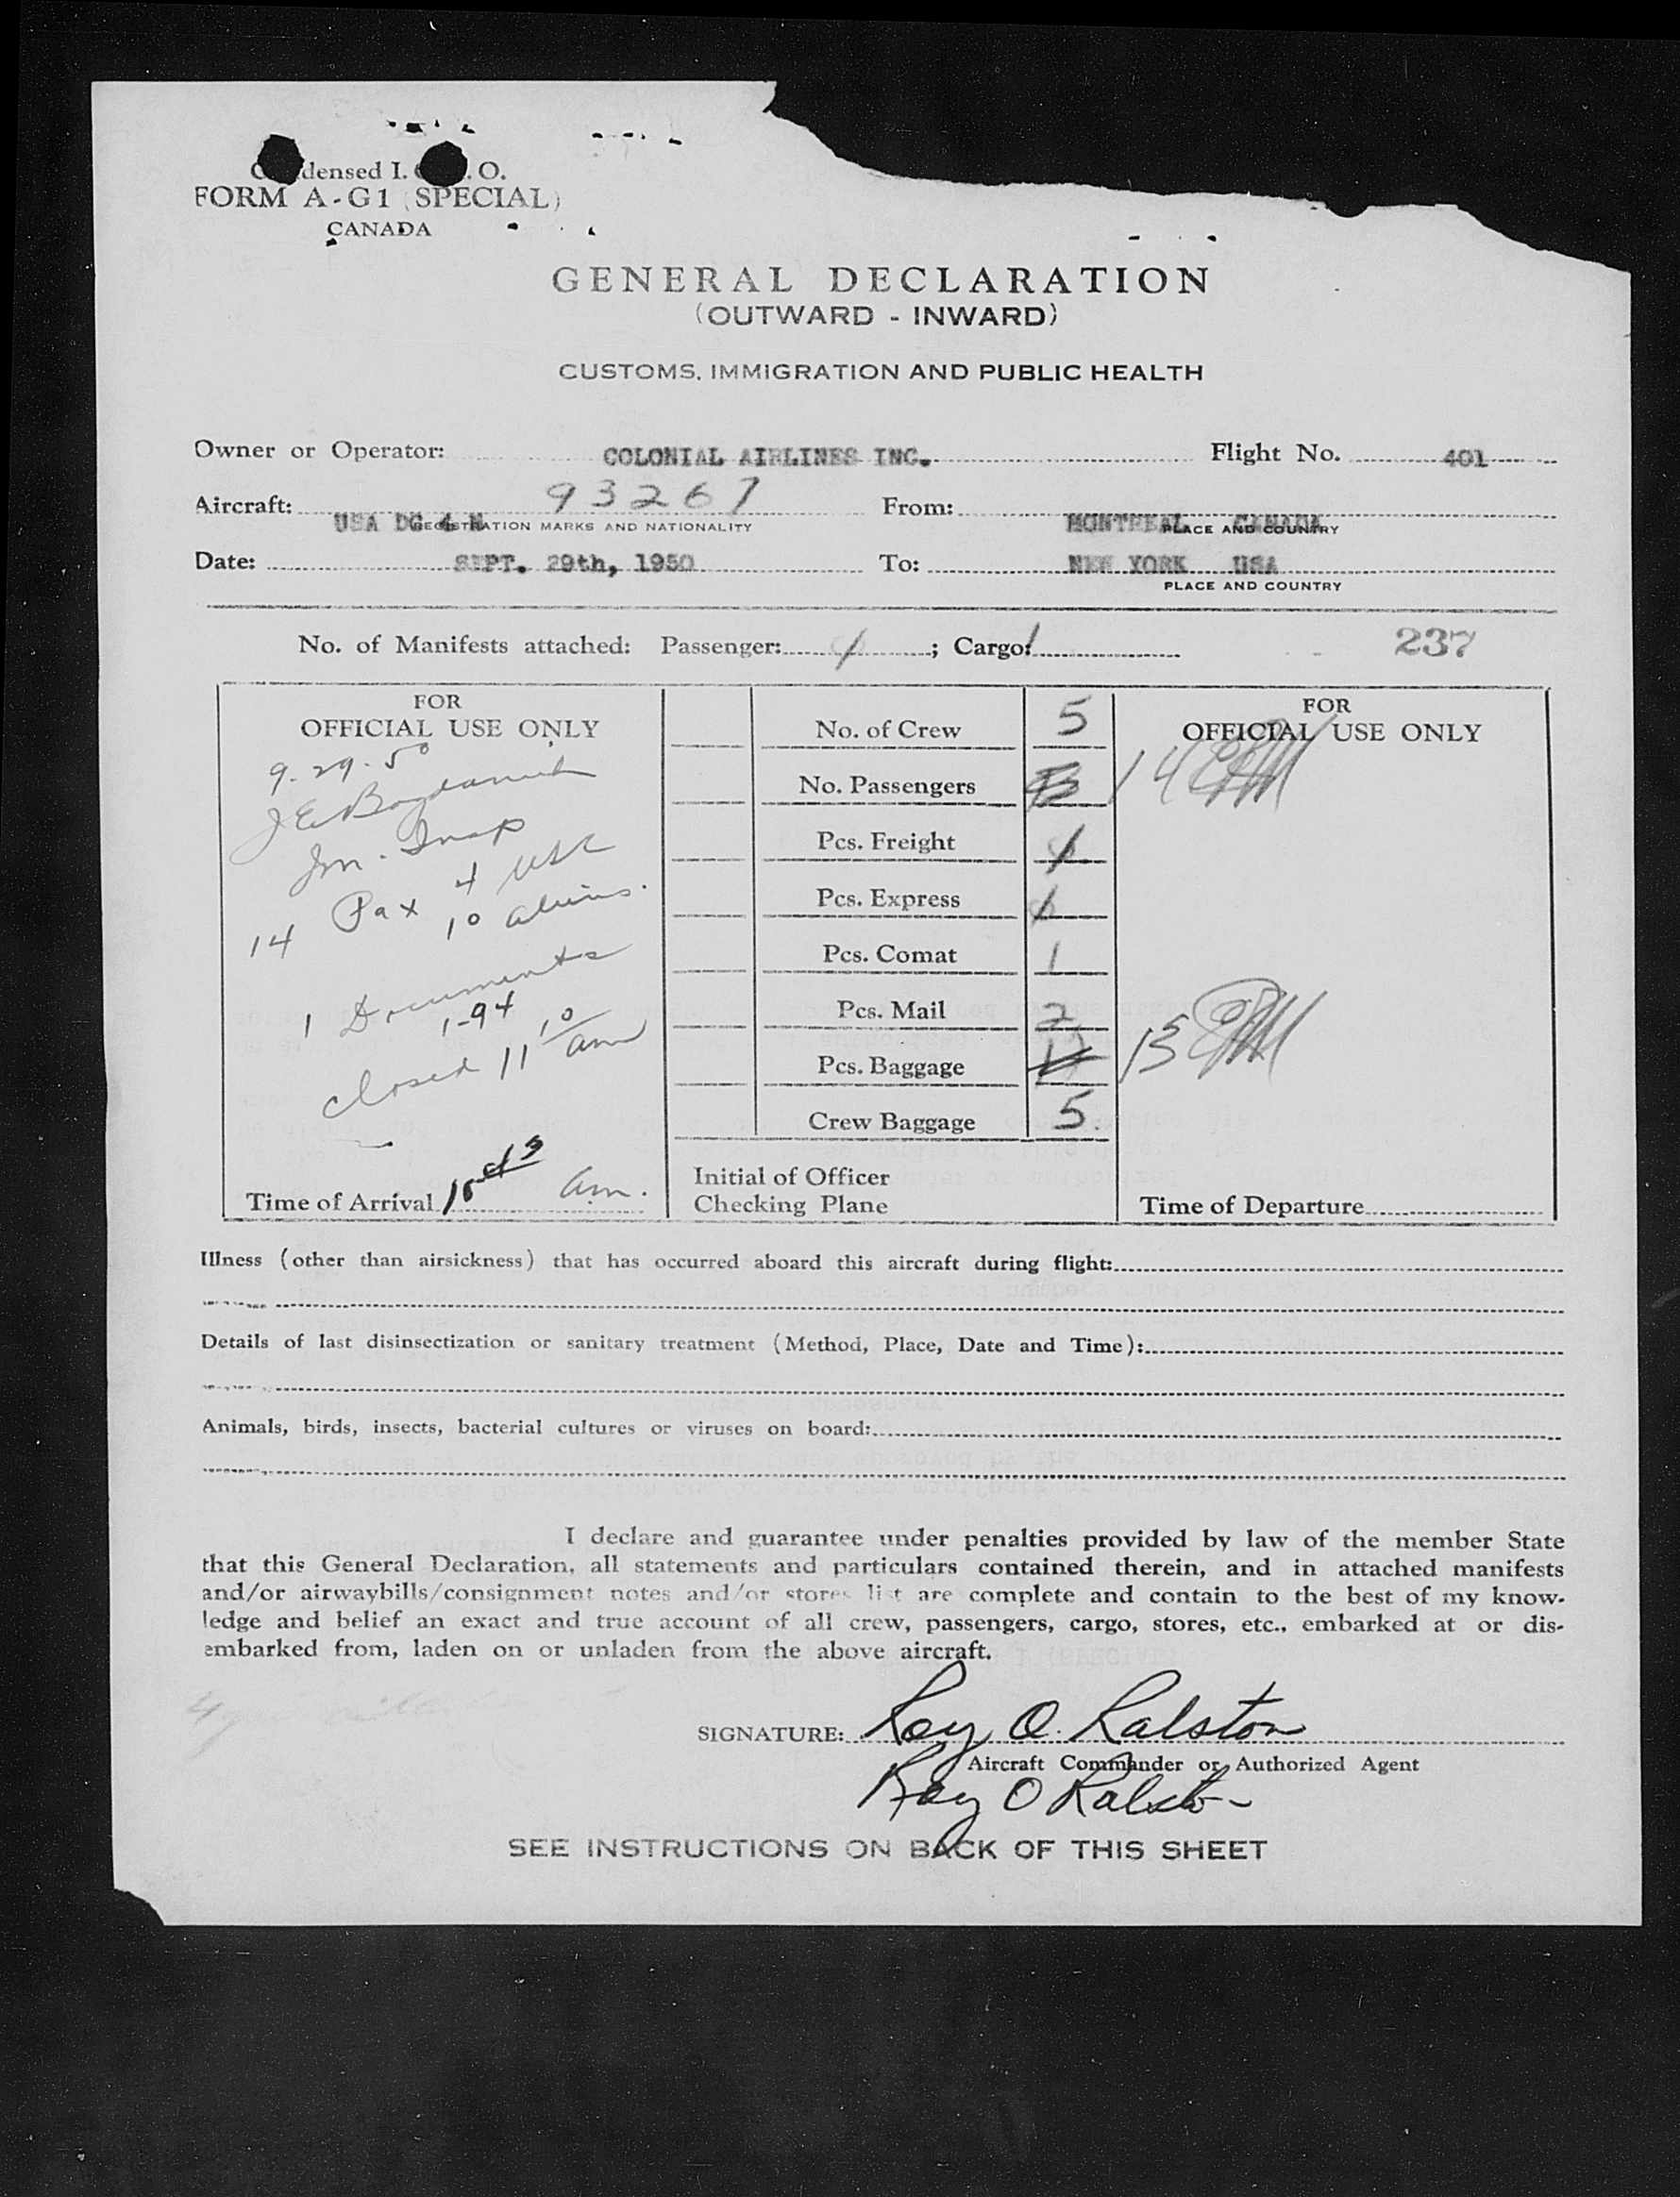 densed I. . O.
FORM A-G1 (SPECIAL)
CANADA
GENERAL DECLARATION
(OUTWARD - INWARD)
CUSTOMS, IMMIGRATION AND PUBLIC HEALTH
Owner or Operator: COLONIAL AIRLINES INC. Flight No. 401
Aircraft: USA DC 4 N 93267 From: MONTREAL CANADA
REGISTRATION MARKS AND NATIONALITY PLACE AND COUNTRY
Date: SEPT. 29th, 1950 To: NEW YORK USA
PLACE AND COUNTRY
No. of Manifests attached: Passenger: 1 ; Cargo: 1 237
FOR
OFFICIAL USE ONLY
9-29-50
J E
Im. Insp
14 Pax 4 USC
10 aliens.
1 Documents
I-94
closed 11 10 am
Time of Arrival 10 43 am.
No. of Crew 5
No. Passengers
Pcs. Freight
Pcs. Express
Pcs. Comat 1
Pcs. Mail 2
Pcs. Baggage
Crew Baggage 5.
Initial of Officer
Checking Plane
FOR
OFFICIAL USE ONLY
14
15
Time of Departure
Illness (other than airsickness) that has occurred aboard this aircraft during flight:
Details of last disinsectization or sanitary treatment (Method, Place, Date and Time):
Animals, birds, insects, bacterial cultures or viruses on board:
I declare and guarantee under penalties provided by law of the member State
that this General Declaration, all statements and particulars contained therein, and in attached manifests
and/or airwaybills/consignment notes and/or stores list are complete and contain to the best of my know-
ledge and belief an exact and true account of all crew, passengers, cargo, stores, etc., embarked at or dis-
embarked from, laden on or unladen from the above aircraft.
SIGNATURE: Roy O. Ralston
Aircraft Commander or Authorized Agent
Roy O Ralston
SEE INSTRUCTIONS ON BACK OF THIS SHEET